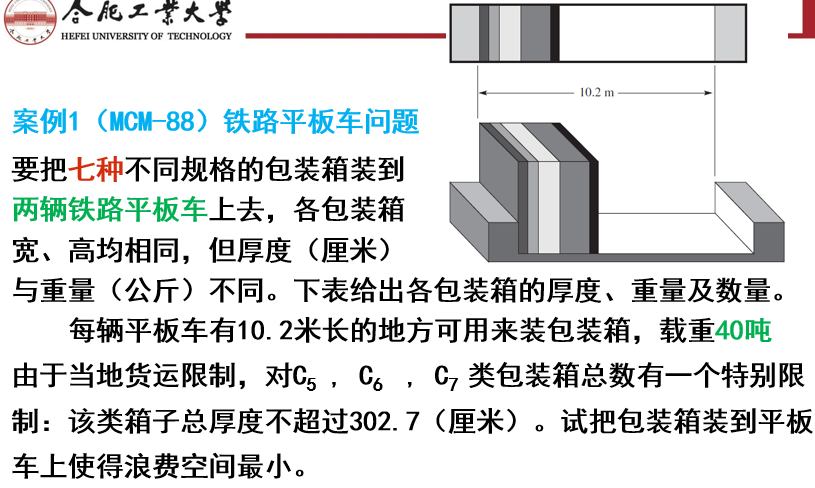 合肥工业大学
HEFEI UNIVERSITY OF TECHNOLOGY
10.2 m
案例1（MCM-88）铁路平板车问题
要把七种不同规格的包装箱装到
两辆铁路平板车上去，各包装箱
宽、高均相同，但厚度（厘米）
与重量（公斤）不同。下表给出各包装箱的厚度、重量及数量。
每辆平板车有10.2米长的地方可用来装包装箱，载重40吨
由于当地货运限制，对C5 , C6 , C7 类包装箱总数有一个特别限
制：该类箱子总厚度不超过302.7（厘米）。试把包装箱装到平板
车上使得浪费空间最小。